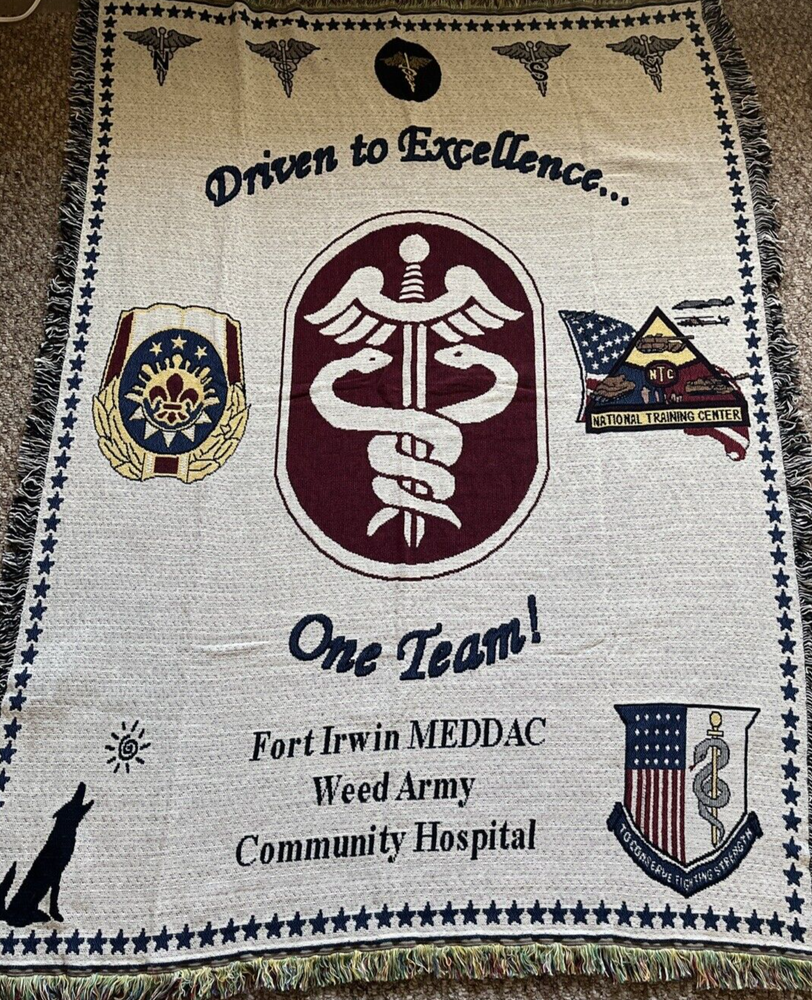 N
S
Driven to Excellence...
NTC
NATIONAL TRAINING CENTER
One Team!
Fort Irwin MEDDAC
Weed Army
Community Hospital
TO CONSERVE FIGHTING STRENGTH